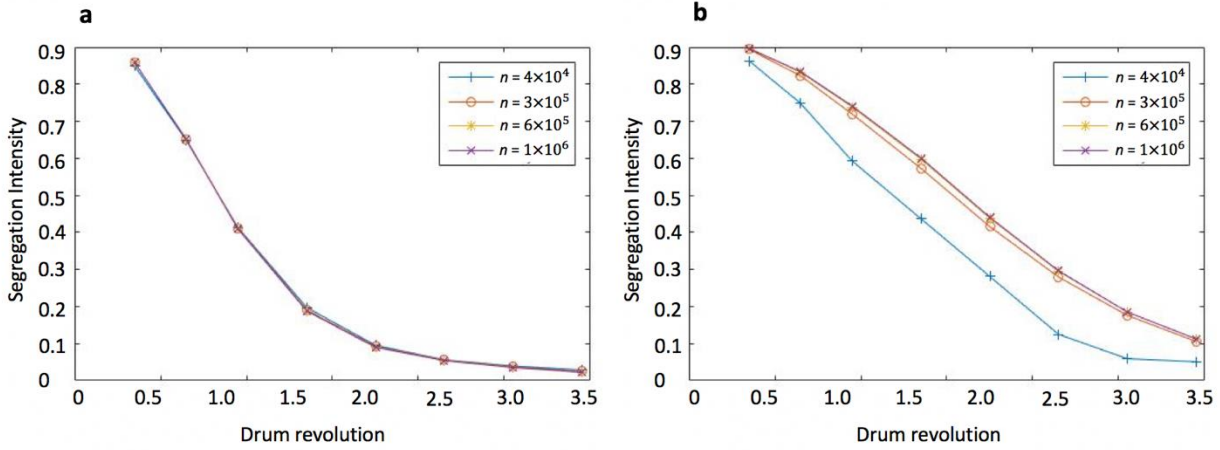 a
Segregation Intensity
0.9
0.8
0.7
0.6
0.5
0.4
0.3
0.2
0.1
0
n = 4×10⁴
n = 3×10⁵
n = 6×10⁵
n = 1×10⁶
0 0.5 1.0 1.5 2.0 2.5 3.0 3.5
Drum revolution
b
Segregation Intensity
0.9
0.8
0.7
0.6
0.5
0.4
0.3
0.2
0.1
0
n = 4×10⁴
n = 3×10⁵
n = 6×10⁵
n = 1×10⁶
0 0.5 1.0 1.5 2.0 2.5 3.0 3.5
Drum revolution